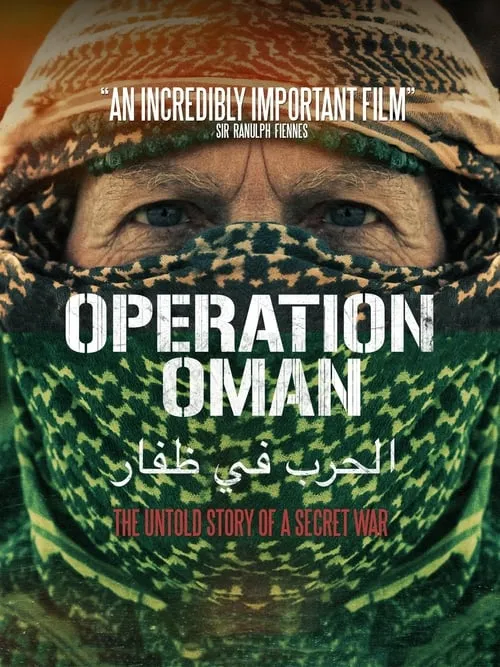 “AN INCREDIBLY IMPORTANT FILM”
SIR RANULPH FIENNES
OPERATION
OMAN
الحرب في ظفار
THE UNTOLD STORY OF A SECRET WAR